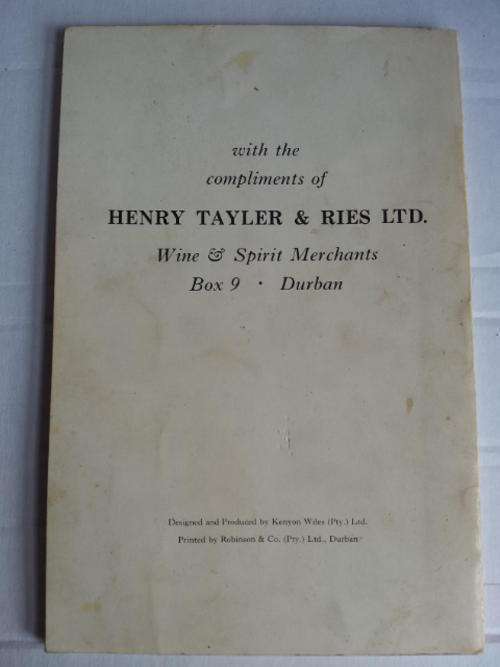 with the
compliments of
HENRY TAYLER & RIES LTD.
Wine & Spirit Merchants
Box 9 · Durban
Designed and Produced by Kenyon Wiles (Pty.) Ltd.
Printed by Robinson & Co. (Pty.) Ltd., Durban